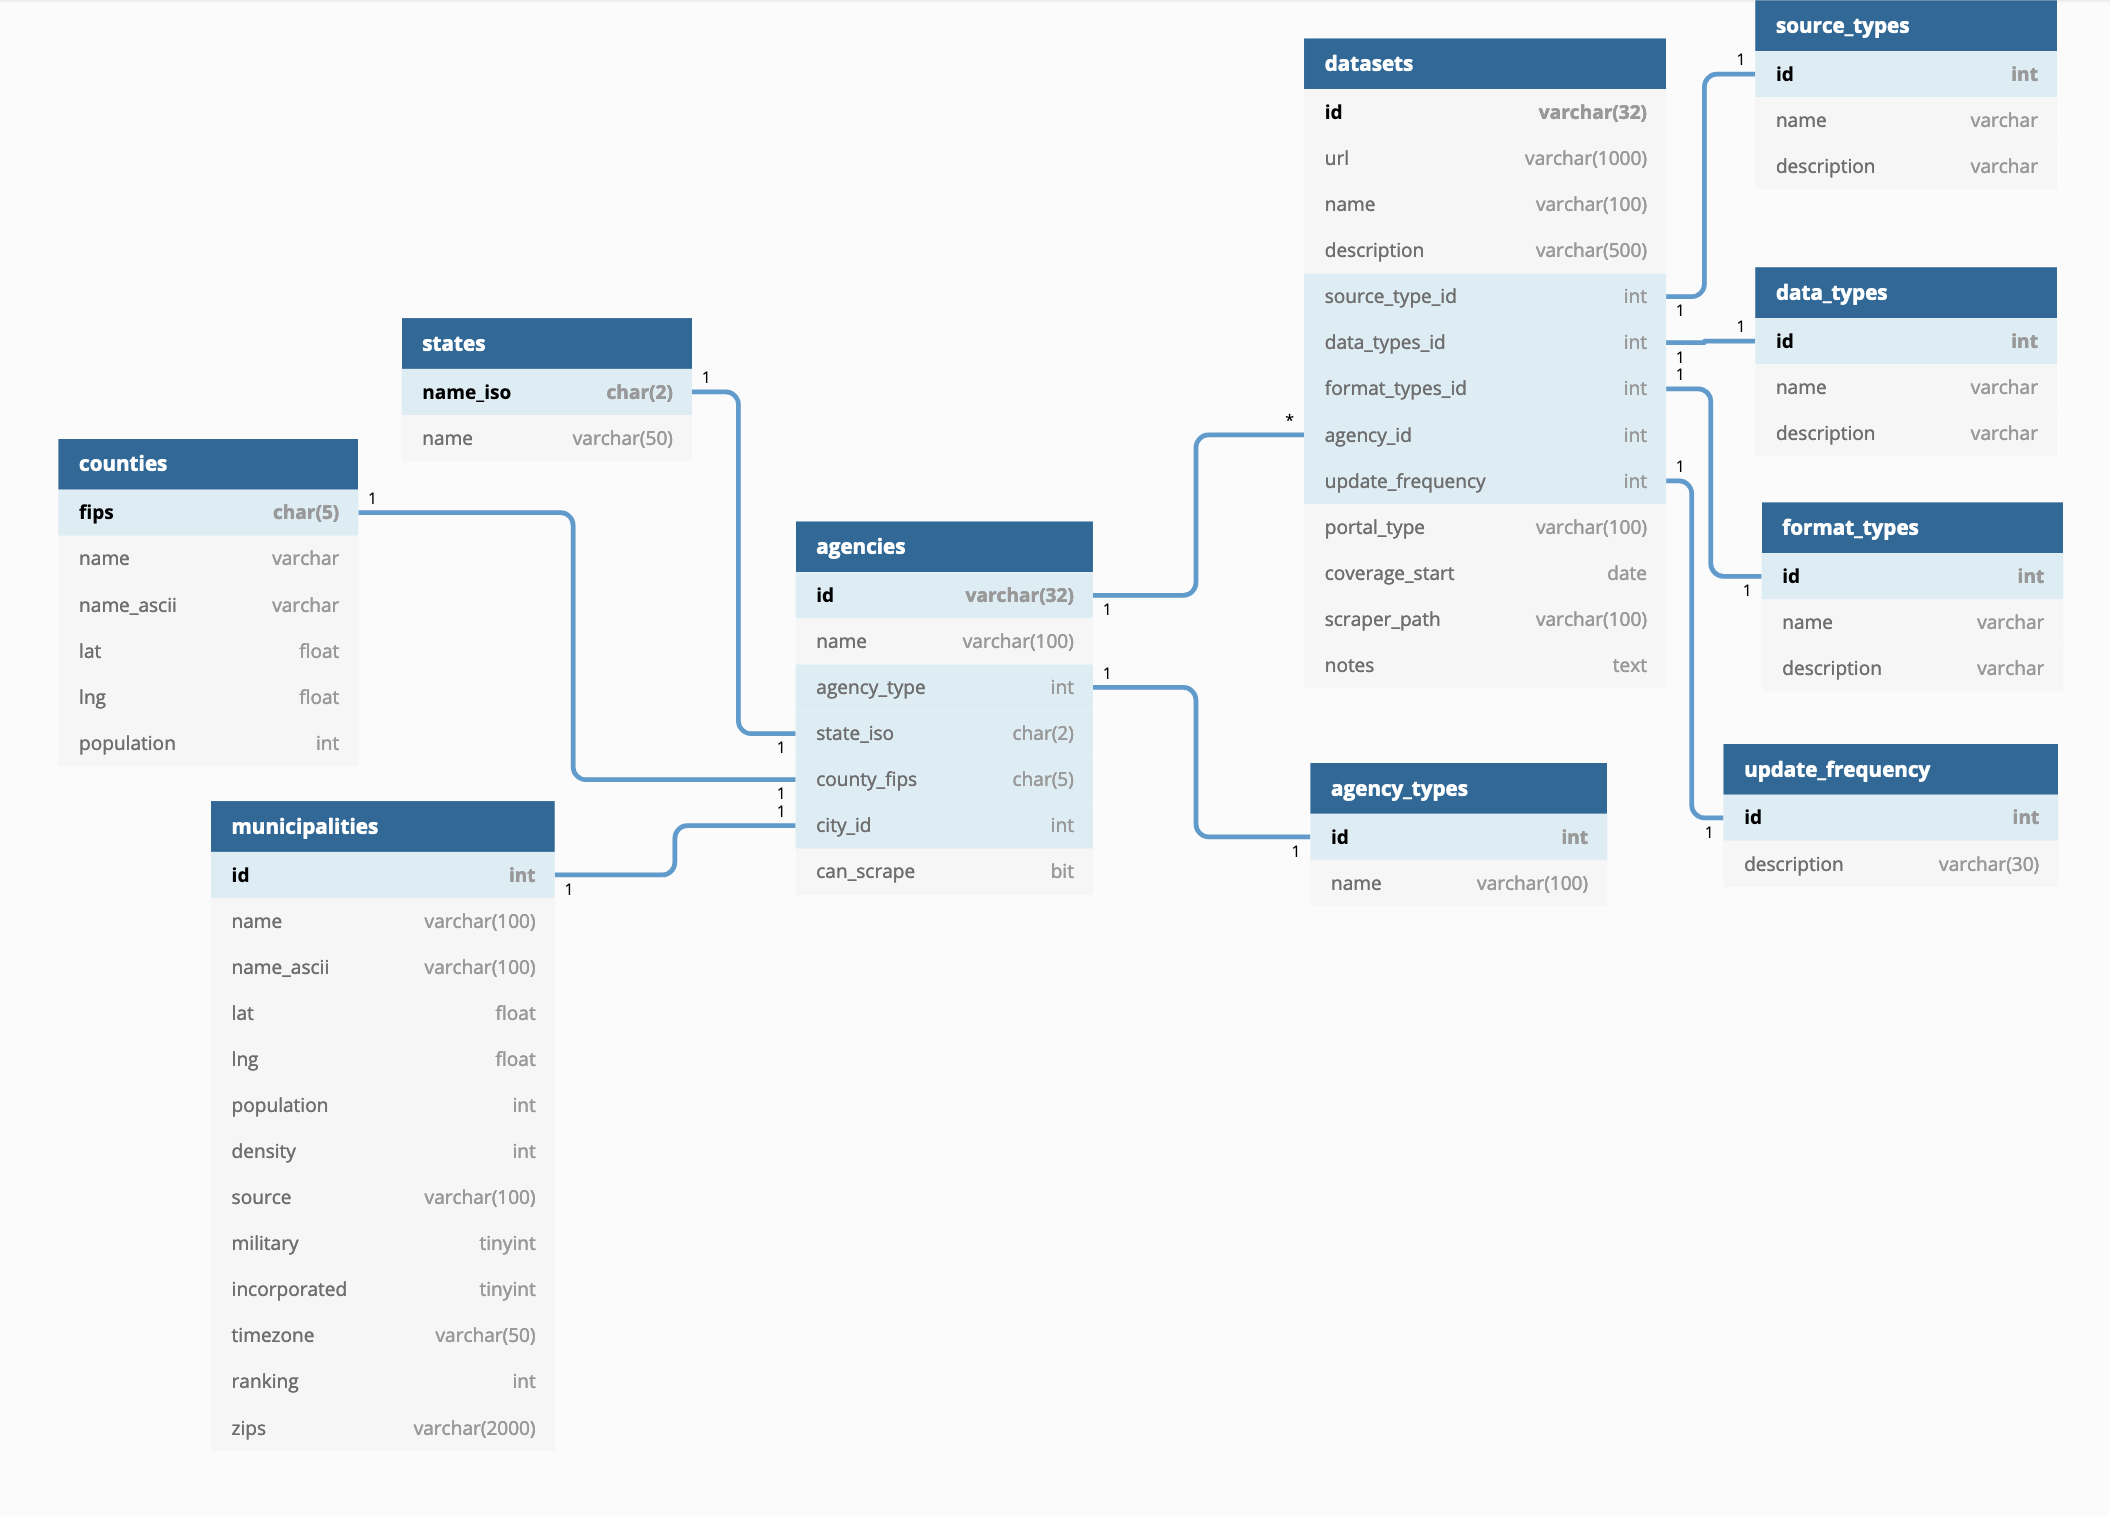 source_types
id int
name varchar
description varchar
datasets
id varchar(32)
url varchar(1000)
name varchar(100)
description varchar(500)
source_type_id int
data_types_id int
format_types_id int
agency_id int
update_frequency int
portal_type varchar(100)
coverage_start date
scraper_path varchar(100)
notes text
1
1
data_types
id int
name varchar
description varchar
1
1
1
*
1
states
name_iso char(2)
name varchar(50)
1
counties
fips char(5)
name varchar
name_ascii varchar
lat float
lng float
population int
1
format_types
id int
name varchar
description varchar
1
agencies
id varchar(32)
name varchar(100)
agency_type int
state_iso char(2)
county_fips char(5)
city_id int
can_scrape bit
1
1
1
1
1
update_frequency
id int
description varchar(30)
1
agency_types
id int
name varchar(100)
1
municipalities
id int
name varchar(100)
name_ascii varchar(100)
lat float
lng float
population int
density int
source varchar(100)
military tinyint
incorporated tinyint
timezone varchar(50)
ranking int
zips varchar(2000)
1